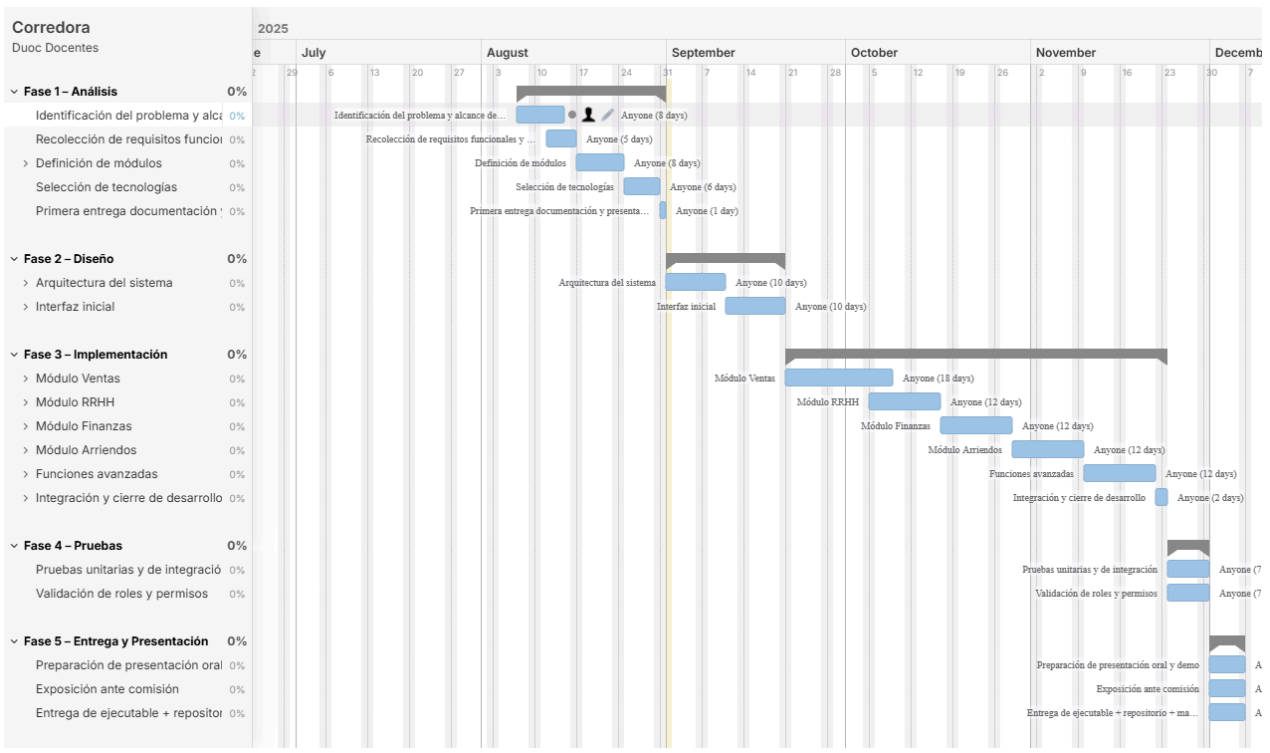 Corredora
Duoc Docentes
2025
e July August September October November Decemb
2 29 6 13 20 27 3 10 17 24 31 7 14 21 28 5 12 19 26 2 9 16 23 30 7
Fase 1 – Análisis 0%
Identificación del problema y alca 0% Identificación del problema y alcance de... Anyone (8 days)
Recolección de requisitos funcion 0% Recolección de requisitos funcionales y ... Anyone (5 days)
Definición de módulos 0% Definición de módulos Anyone (8 days)
Selección de tecnologías 0% Selección de tecnologías Anyone (6 days)
Primera entrega documentación y 0% Primera entrega documentación y presenta... Anyone (1 day)
Fase 2 – Diseño 0%
Arquitectura del sistema 0% Arquitectura del sistema Anyone (10 days)
Interfaz inicial 0% Interfaz inicial Anyone (10 days)
Fase 3 – Implementación 0%
Módulo Ventas 0% Módulo Ventas Anyone (18 days)
Módulo RRHH 0% Módulo RRHH Anyone (12 days)
Módulo Finanzas 0% Módulo Finanzas Anyone (12 days)
Módulo Arriendos 0% Módulo Arriendos Anyone (12 days)
Funciones avanzadas 0% Funciones avanzadas Anyone (12 days)
Integración y cierre de desarrollo 0% Integración y cierre de desarrollo Anyone (2 days)
Fase 4 – Pruebas 0%
Pruebas unitarias y de integració 0% Pruebas unitarias y de integración Anyone (7
Validación de roles y permisos 0% Validación de roles y permisos Anyone (7
Fase 5 – Entrega y Presentación 0%
Preparación de presentación oral 0% Preparación de presentación oral y demo A
Exposición ante comisión 0% Exposición ante comisión A
Entrega de ejecutable + repositor 0% Entrega de ejecutable + repositorio + ma... A